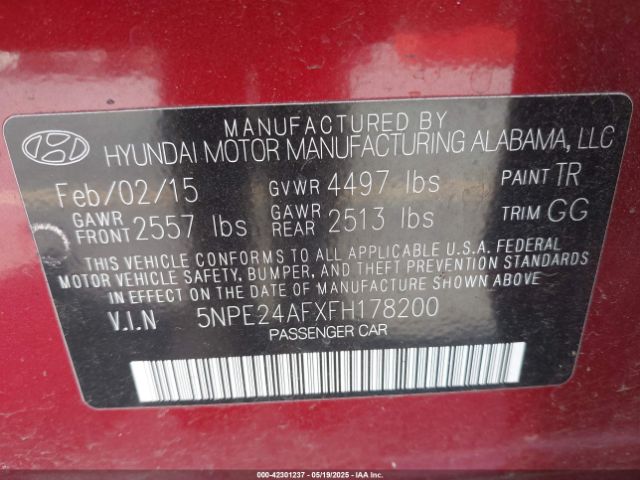 MANUFACTURED BY
HYUNDAI MOTOR MANUFACTURING ALABAMA, LLC
Feb/02/15 GVWR 4497 lbs PAINT TR
GAWR FRONT 2557 lbs GAWR REAR 2513 lbs TRIM GG
THIS VEHICLE CONFORMS TO ALL APPLICABLE U.S.A. FEDERAL
MOTOR VEHICLE SAFETY, BUMPER, AND THEFT PREVENTION STANDARDS
IN EFFECT ON THE DATE OF MANUFACTURE SHOWN ABOVE
V.I.N 5NPE24AFXFH178200
PASSENGER CAR
000-42301237 - 05/19/2025 - IAA Inc.